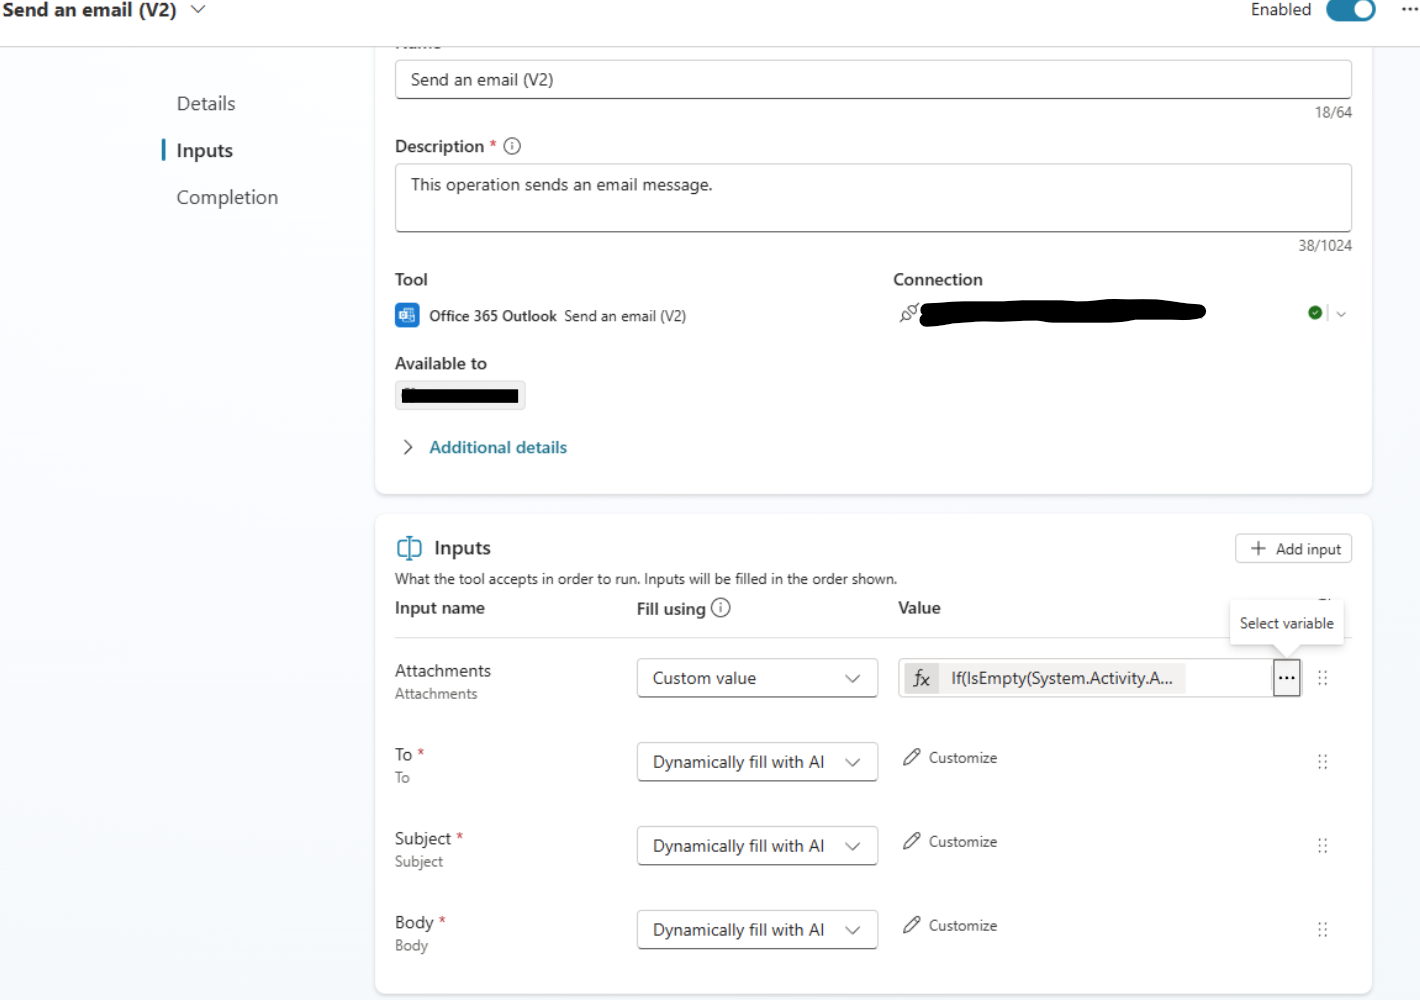 Send an email (V2)
Enabled
Details
Inputs
Completion
Send an email (V2)
18/64
Description *
This operation sends an email message.
38/1024
Tool
Connection
Office 365 Outlook Send an email (V2)
Available to
Additional details
Inputs
Add input
What the tool accepts in order to run. Inputs will be filled in the order shown.
Input name
Fill using
Value
Select variable
Attachments
Attachments
Custom value
fx If(IsEmpty(System.Activity.A...
To *
To
Dynamically fill with AI
Customize
Subject *
Subject
Dynamically fill with AI
Customize
Body *
Body
Dynamically fill with AI
Customize